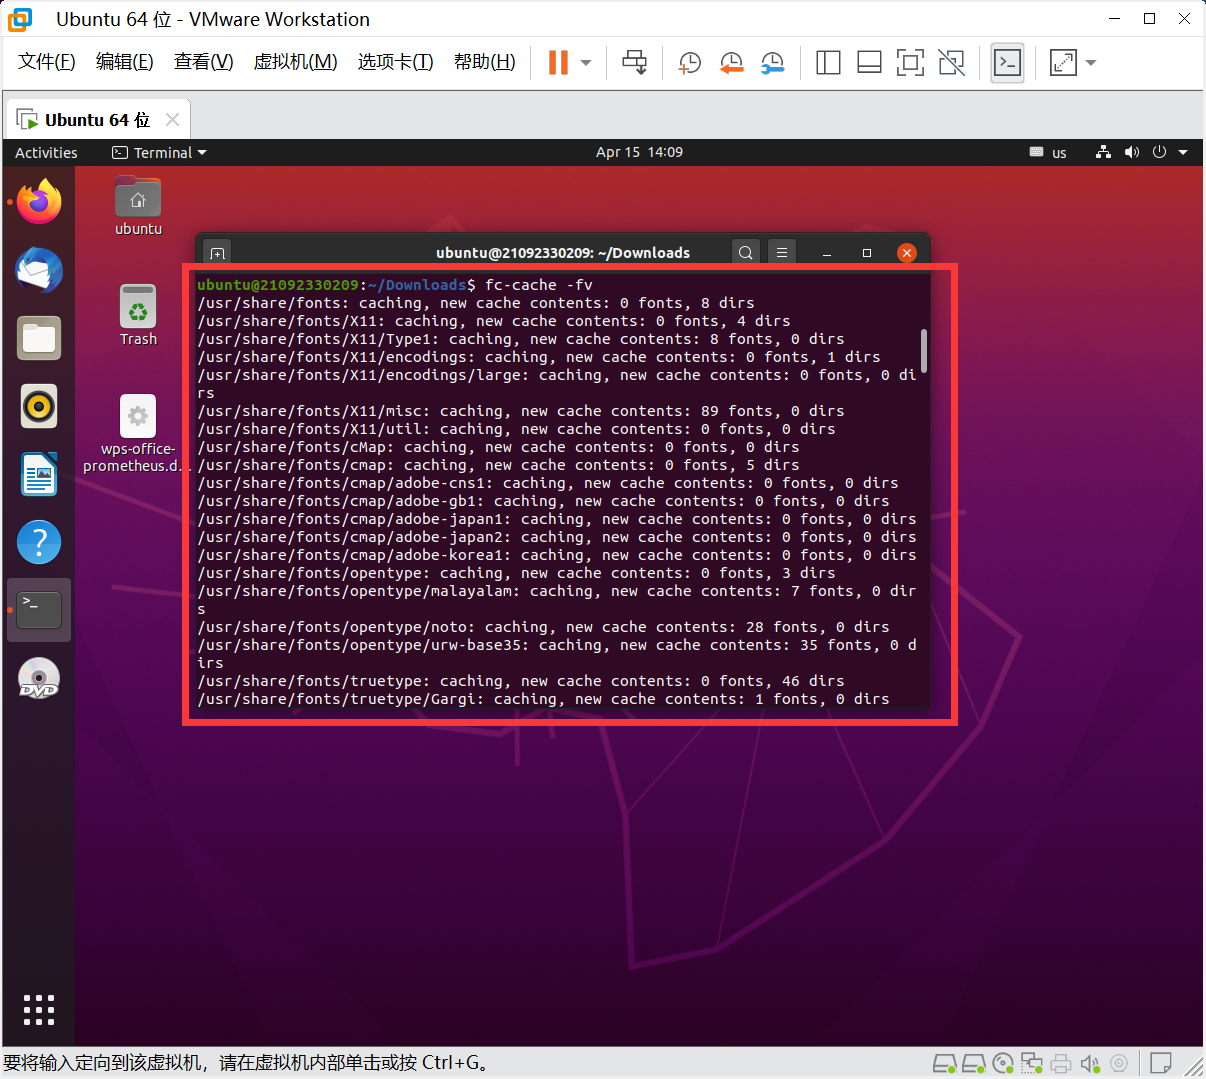 Ubuntu 64 位 - VMware Workstation
文件(F) 编辑(E) 查看(V) 虚拟机(M) 选项卡(T) 帮助(H)
Ubuntu 64 位
Activities Terminal Apr 15 14:09 us
ubuntu
Trash
wps-office-
prometheus.d...
ubuntu@21092330209: ~/Downloads
ubuntu@21092330209:~/Downloads$ fc-cache -fv
/usr/share/fonts: caching, new cache contents: 0 fonts, 8 dirs
/usr/share/fonts/X11: caching, new cache contents: 0 fonts, 4 dirs
/usr/share/fonts/X11/Type1: caching, new cache contents: 8 fonts, 0 dirs
/usr/share/fonts/X11/encodings: caching, new cache contents: 0 fonts, 1 dirs
/usr/share/fonts/X11/encodings/large: caching, new cache contents: 0 fonts, 0 di
rs
/usr/share/fonts/X11/misc: caching, new cache contents: 89 fonts, 0 dirs
/usr/share/fonts/X11/util: caching, new cache contents: 0 fonts, 0 dirs
/usr/share/fonts/cMap: caching, new cache contents: 0 fonts, 0 dirs
/usr/share/fonts/cmap: caching, new cache contents: 0 fonts, 5 dirs
/usr/share/fonts/cmap/adobe-cns1: caching, new cache contents: 0 fonts, 0 dirs
/usr/share/fonts/cmap/adobe-gb1: caching, new cache contents: 0 fonts, 0 dirs
/usr/share/fonts/cmap/adobe-japan1: caching, new cache contents: 0 fonts, 0 dirs
/usr/share/fonts/cmap/adobe-japan2: caching, new cache contents: 0 fonts, 0 dirs
/usr/share/fonts/cmap/adobe-korea1: caching, new cache contents: 0 fonts, 0 dirs
/usr/share/fonts/opentype: caching, new cache contents: 0 fonts, 3 dirs
/usr/share/fonts/opentype/malayalam: caching, new cache contents: 7 fonts, 0 dir
s
/usr/share/fonts/opentype/noto: caching, new cache contents: 28 fonts, 0 dirs
/usr/share/fonts/opentype/urw-base35: caching, new cache contents: 35 fonts, 0 d
irs
/usr/share/fonts/truetype: caching, new cache contents: 0 fonts, 46 dirs
/usr/share/fonts/truetype/Gargi: caching, new cache contents: 1 fonts, 0 dirs
DVD
要将输入定向到该虚拟机，请在虚拟机内部单击或按 Ctrl+G。